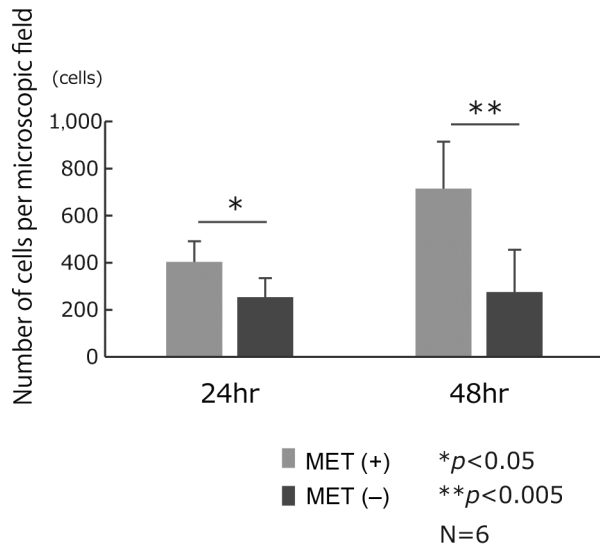 Number of cells per microscopic field
(cells)
1,000
800
600
400
200
0
*
**
24hr
48hr
MET (+)
*p<0.05
MET (–)
**p<0.005
N=6